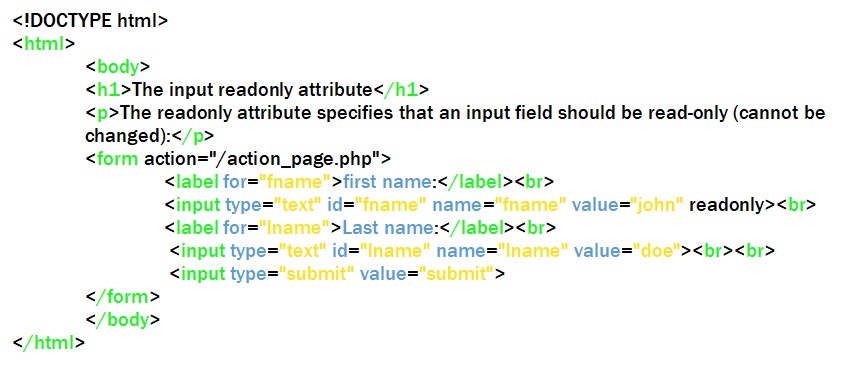 <!DOCTYPE html>
<html>
<body>
<h1>The input readonly attribute</h1>
<p>The readonly attribute specifies that an input field should be read-only (cannot be
changed):</p>
<form action="/action_page.php">
<label for="fname">first name:</label><br>
<input type="text" id="fname" name="fname" value="john" readonly><br>
<label for="lname">Last name:</label><br>
<input type="text" id="lname" name="lname" value="doe"><br><br>
<input type="submit" value="submit">
</form>
</body>
</html>